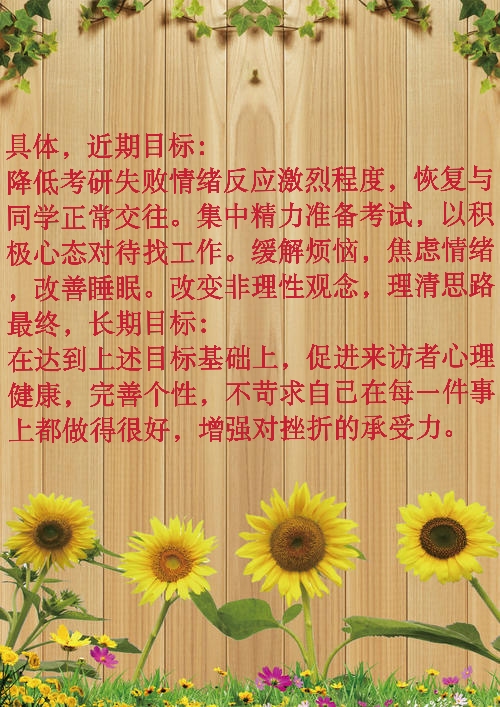 具体，近期目标：
降低考研失败情绪反应激烈程度，恢复与
同学正常交往。集中精力准备考试，以积
极心态对待找工作。缓解烦恼，焦虑情绪
，改善睡眠。改变非理性观念，理清思路
最终，长期目标：
在达到上述目标基础上，促进来访者心理
健康，完善个性，不苛求自己在每一件事
上都做得很好，增强对挫折的承受力。